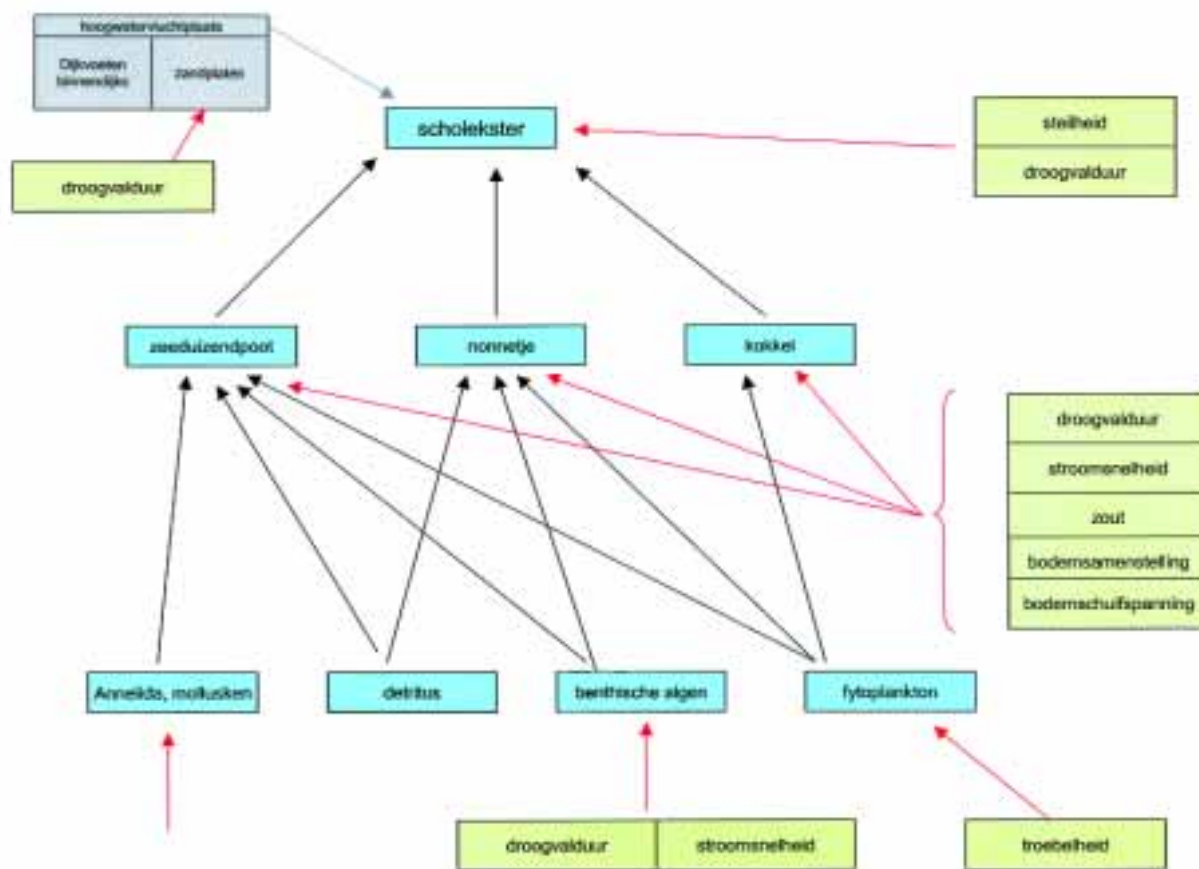 hoogwatervluchtplaats
Dijkvoeten
binnendijks
zandplaten
scholekster
steilheid
droogvalduur
droogvalduur
zeeduizendpoot
nonnetje
kokkel
droogvalduur
stroomsnelheid
zout
bodemsamenstelling
bodemschuifspanning
Annelida, mollusken
detritus
benthische algen
fytoplankton
droogvalduur
stroomsnelheid
troebelheid